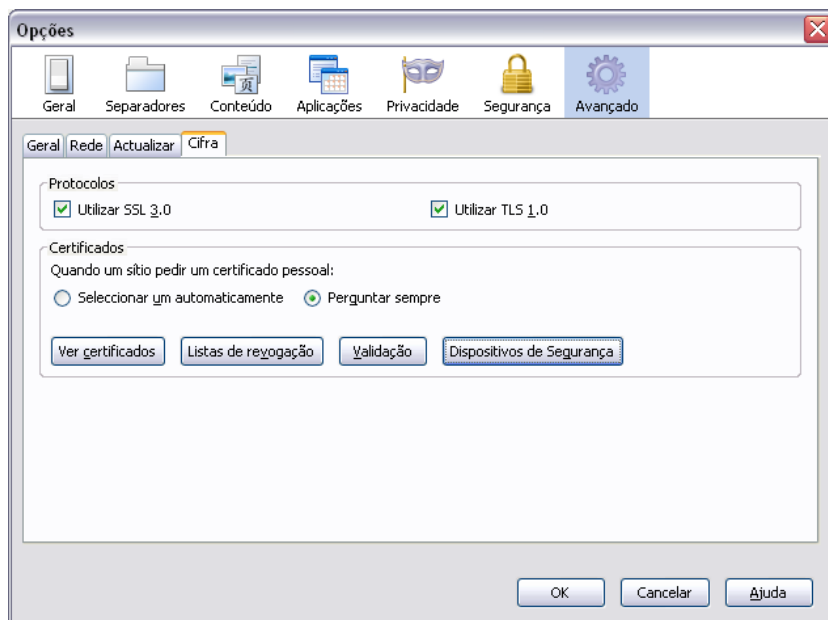 Opções
Geral Separadores Conteúdo Aplicações Privacidade Segurança Avançado
Geral Rede Actualizar Cifra
Protocolos
Utilizar SSL 3.0 Utilizar TLS 1.0
Certificados
Quando um sítio pedir um certificado pessoal:
Seleccionar um automaticamente Perguntar sempre
Ver certificados Listas de revogação Validação Dispositivos de Segurança
OK Cancelar Ajuda